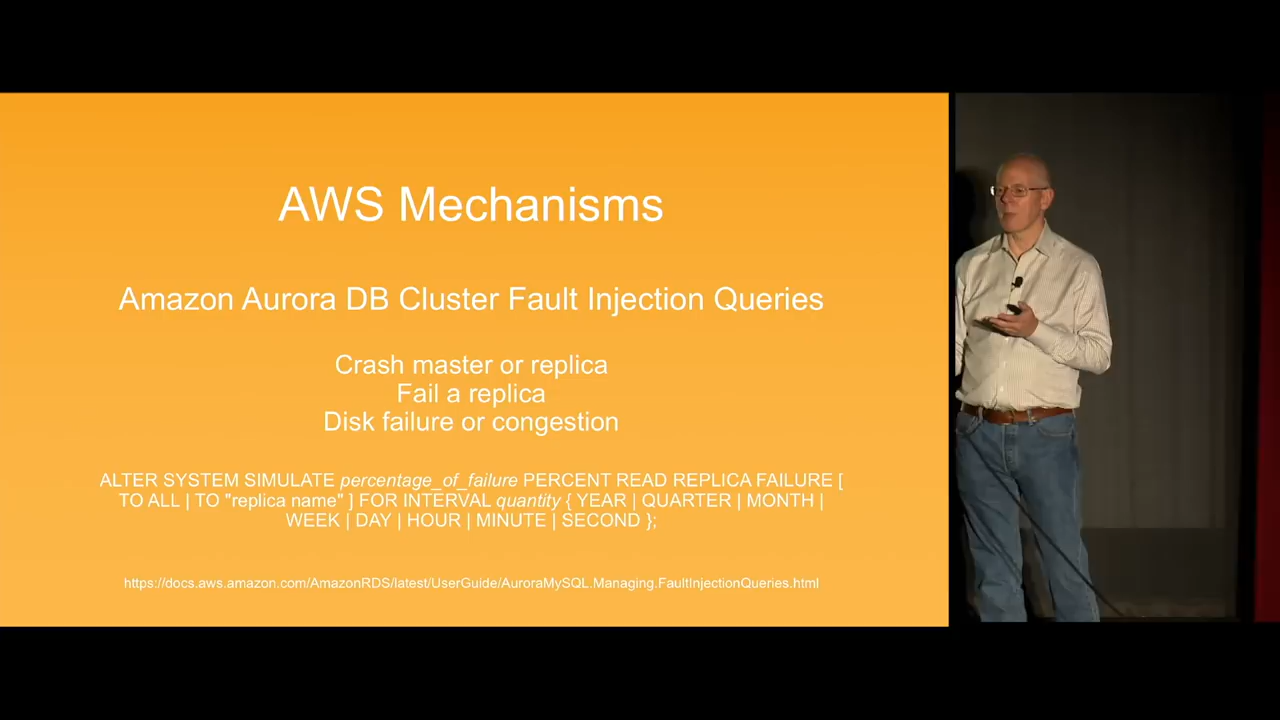 AWS Mechanisms
Amazon Aurora DB Cluster Fault Injection Queries
Crash master or replica
Fail a replica
Disk failure or congestion
ALTER SYSTEM SIMULATE percentage_of_failure PERCENT READ REPLICA FAILURE [
TO ALL | TO "replica name" ] FOR INTERVAL quantity { YEAR | QUARTER | MONTH |
WEEK | DAY | HOUR | MINUTE | SECOND };
https://docs.aws.amazon.com/AmazonRDS/latest/UserGuide/AuroraMySQL.Managing.FaultInjectionQueries.html